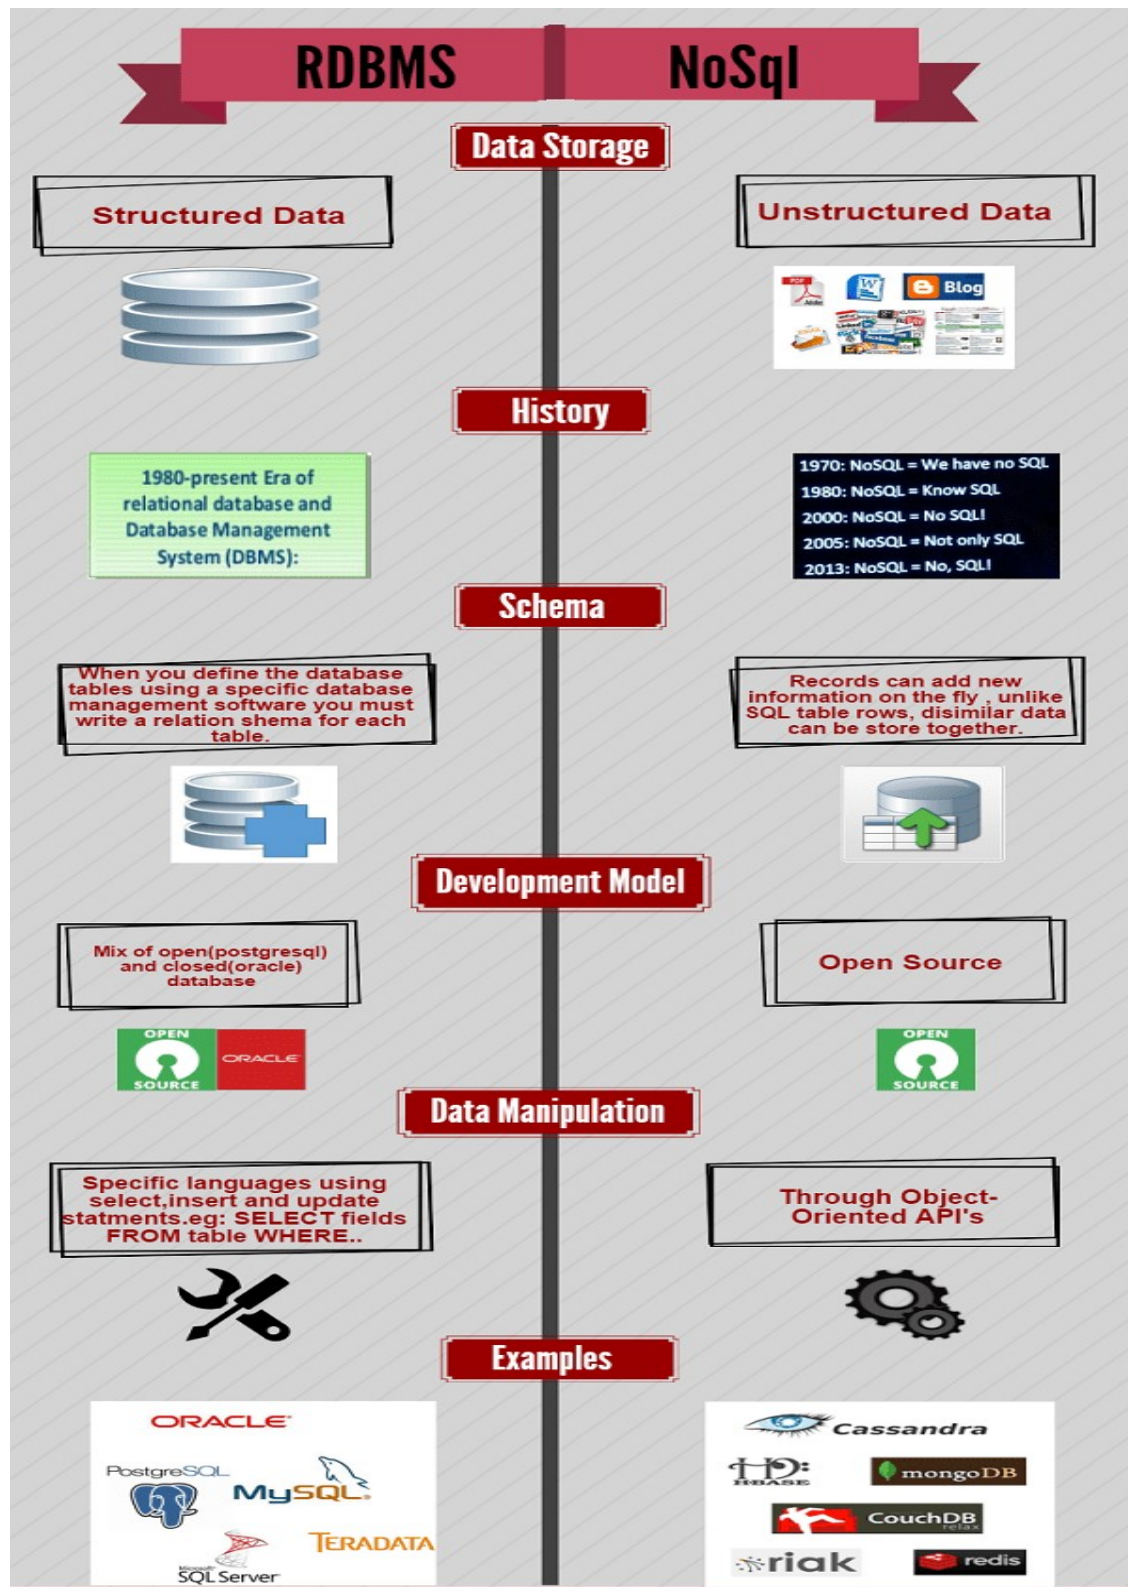 RDBMS
NoSql
Data Storage
Structured Data
Unstructured Data
PDF
Adobe
W
Blog
Linked
facebook
History
1980-present Era of
relational database and
Database Management
System (DBMS):
1970: NoSQL = We have no SQL
1980: NoSQL = Know SQL
2000: NoSQL = No SQL!
2005: NoSQL = Not only SQL
2013: NoSQL = No, SQL!
Schema
When you define the database
tables using a specific database
management software you must
write a relation shema for each
table.
Records can add new
information on the fly , unlike
SQL table rows, disimilar data
can be store together.
Development Model
Mix of open(postgresql)
and closed(oracle)
database
Open Source
OPEN
SOURCE
ORACLE
OPEN
SOURCE
Data Manipulation
Specific languages using
select,insert and update
statments.eg: SELECT fields
FROM table WHERE..
Through Object-
Oriented API's
Examples
ORACLE
PostgreSQL
MySQL
TERADATA
Microsoft
SQL Server
Cassandra
HBASE
mongoDB
CouchDB
relax
riak
redis